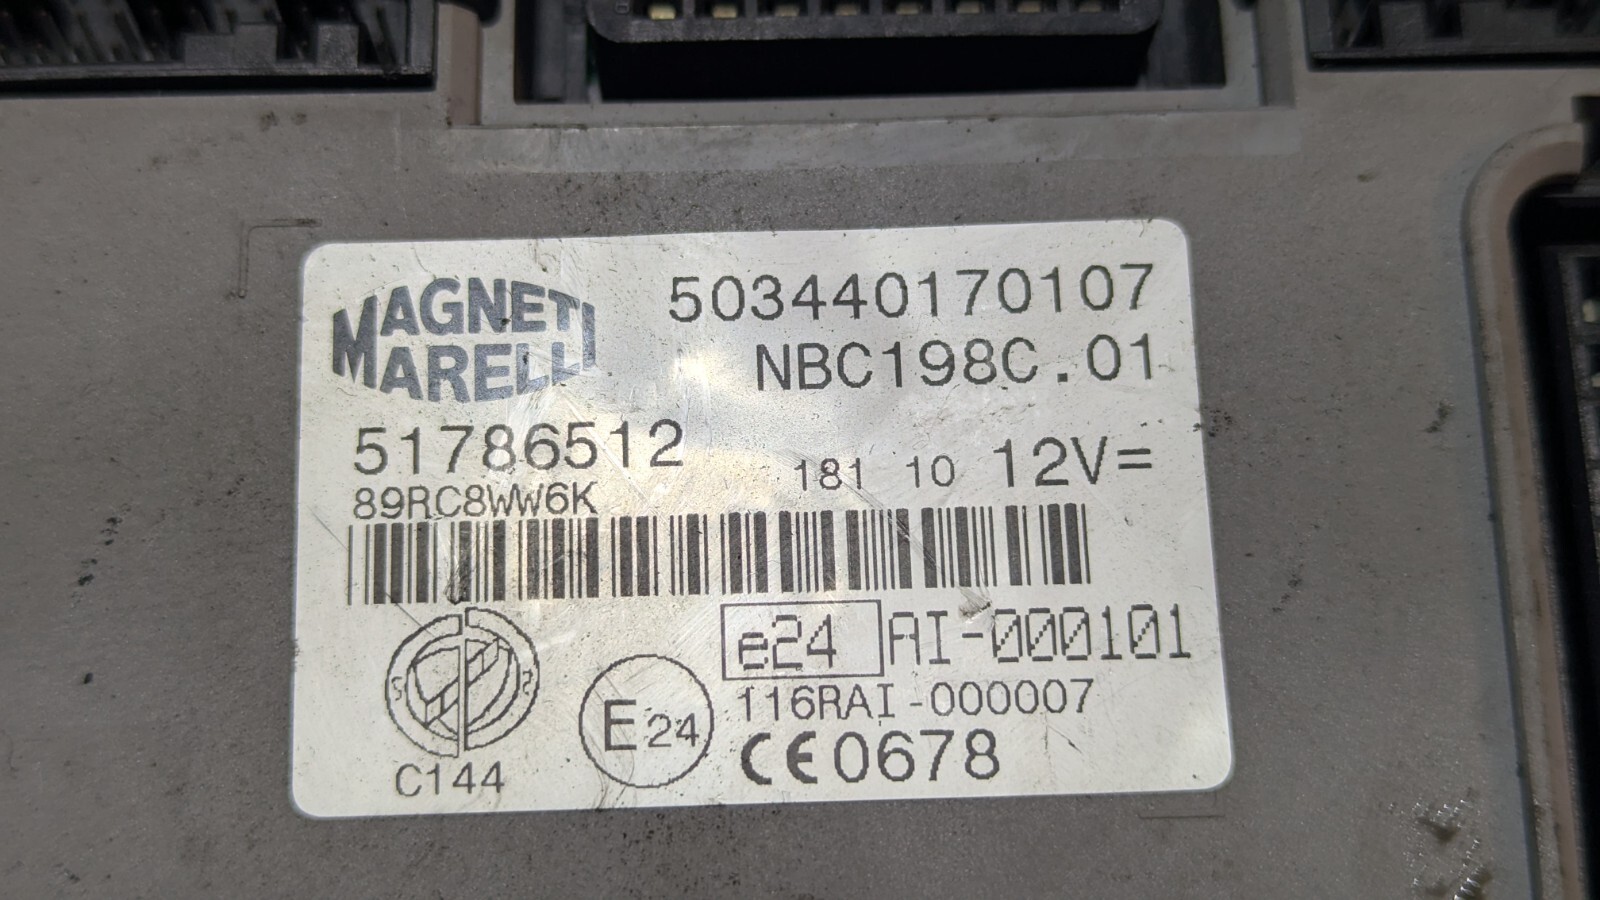 MAGNETI
MARELLI
503440170107
NBC198C.01
51786512
181 10 12V=
89RC8WW6K
e24 AI-000101
116RAI-000007
E24
CE0678
C144